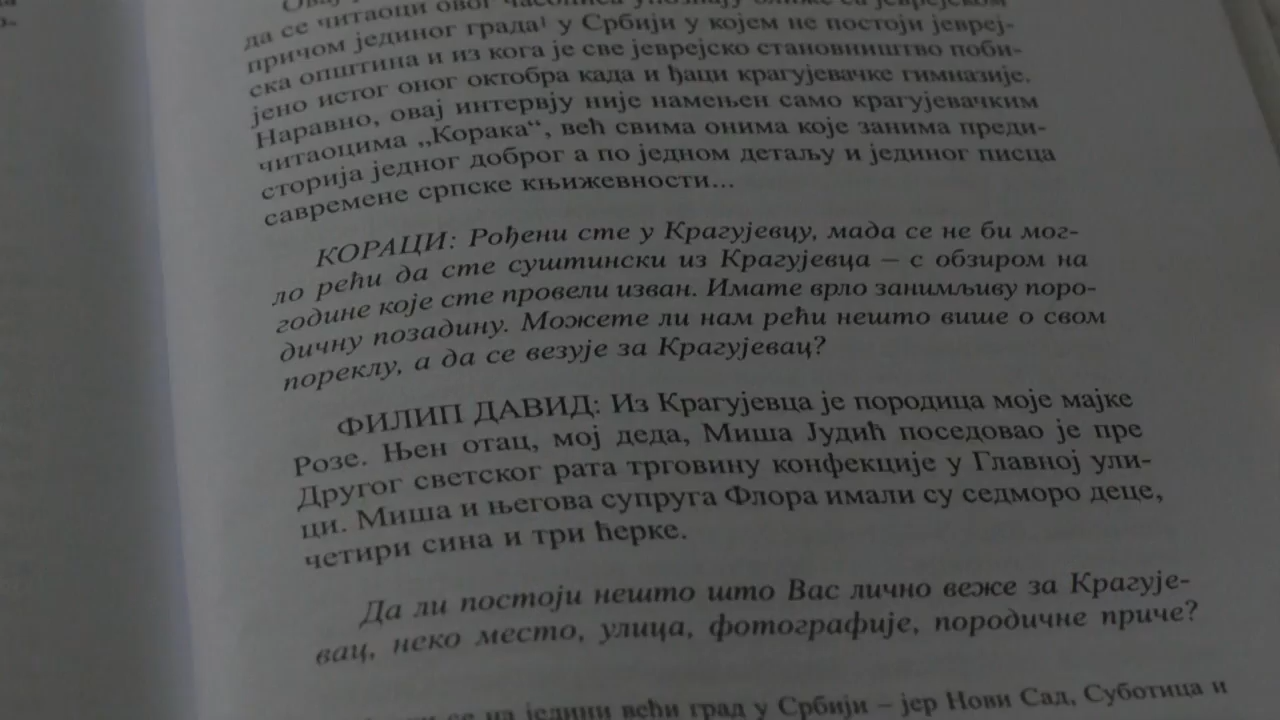 да се читаоци овог часописа упознају ближе са јеврејском
причом јединог града¹ у Србији у којем не постоји јевреј-
ска општина и из кога је све јеврејско становништво поби-
јено истог оног октобра када и ђаци крагујевачке гимназије.
Наравно, овај интервју није намењен само крагујевачким
читаоцима „Корака“, већ свима онима које занима преди-
сторија једног доброг а по једном детаљу и јединог писца
савремене српске књижевности...
КОРАЦИ: Рођени сте у Крагујевцу, мада се не би мог-
ло рећи да сте суштински из Крагујевца – с обзиром на
године које сте провели изван. Имате врло занимљиву поро-
дичну позадину. Можете ли нам рећи нешто више о свом
пореклу, а да се везује за Крагујевац?
ФИЛИП ДАВИД: Из Крагујевца је породица моје мајке
Розе. Њен отац, мој деда, Миша Јудић поседовао је пре
Другог светског рата трговину конфекције у Главној ули-
ци. Миша и његова супруга Флора имали су седморо деце,
четири сина и три ћерке.
Да ли постоји нешто што Вас лично веже за Крагује-
вац, неко место, улица, фотографије, породичне приче?
се на једини већи град у Србији – јер Нови Сад, Суботица и